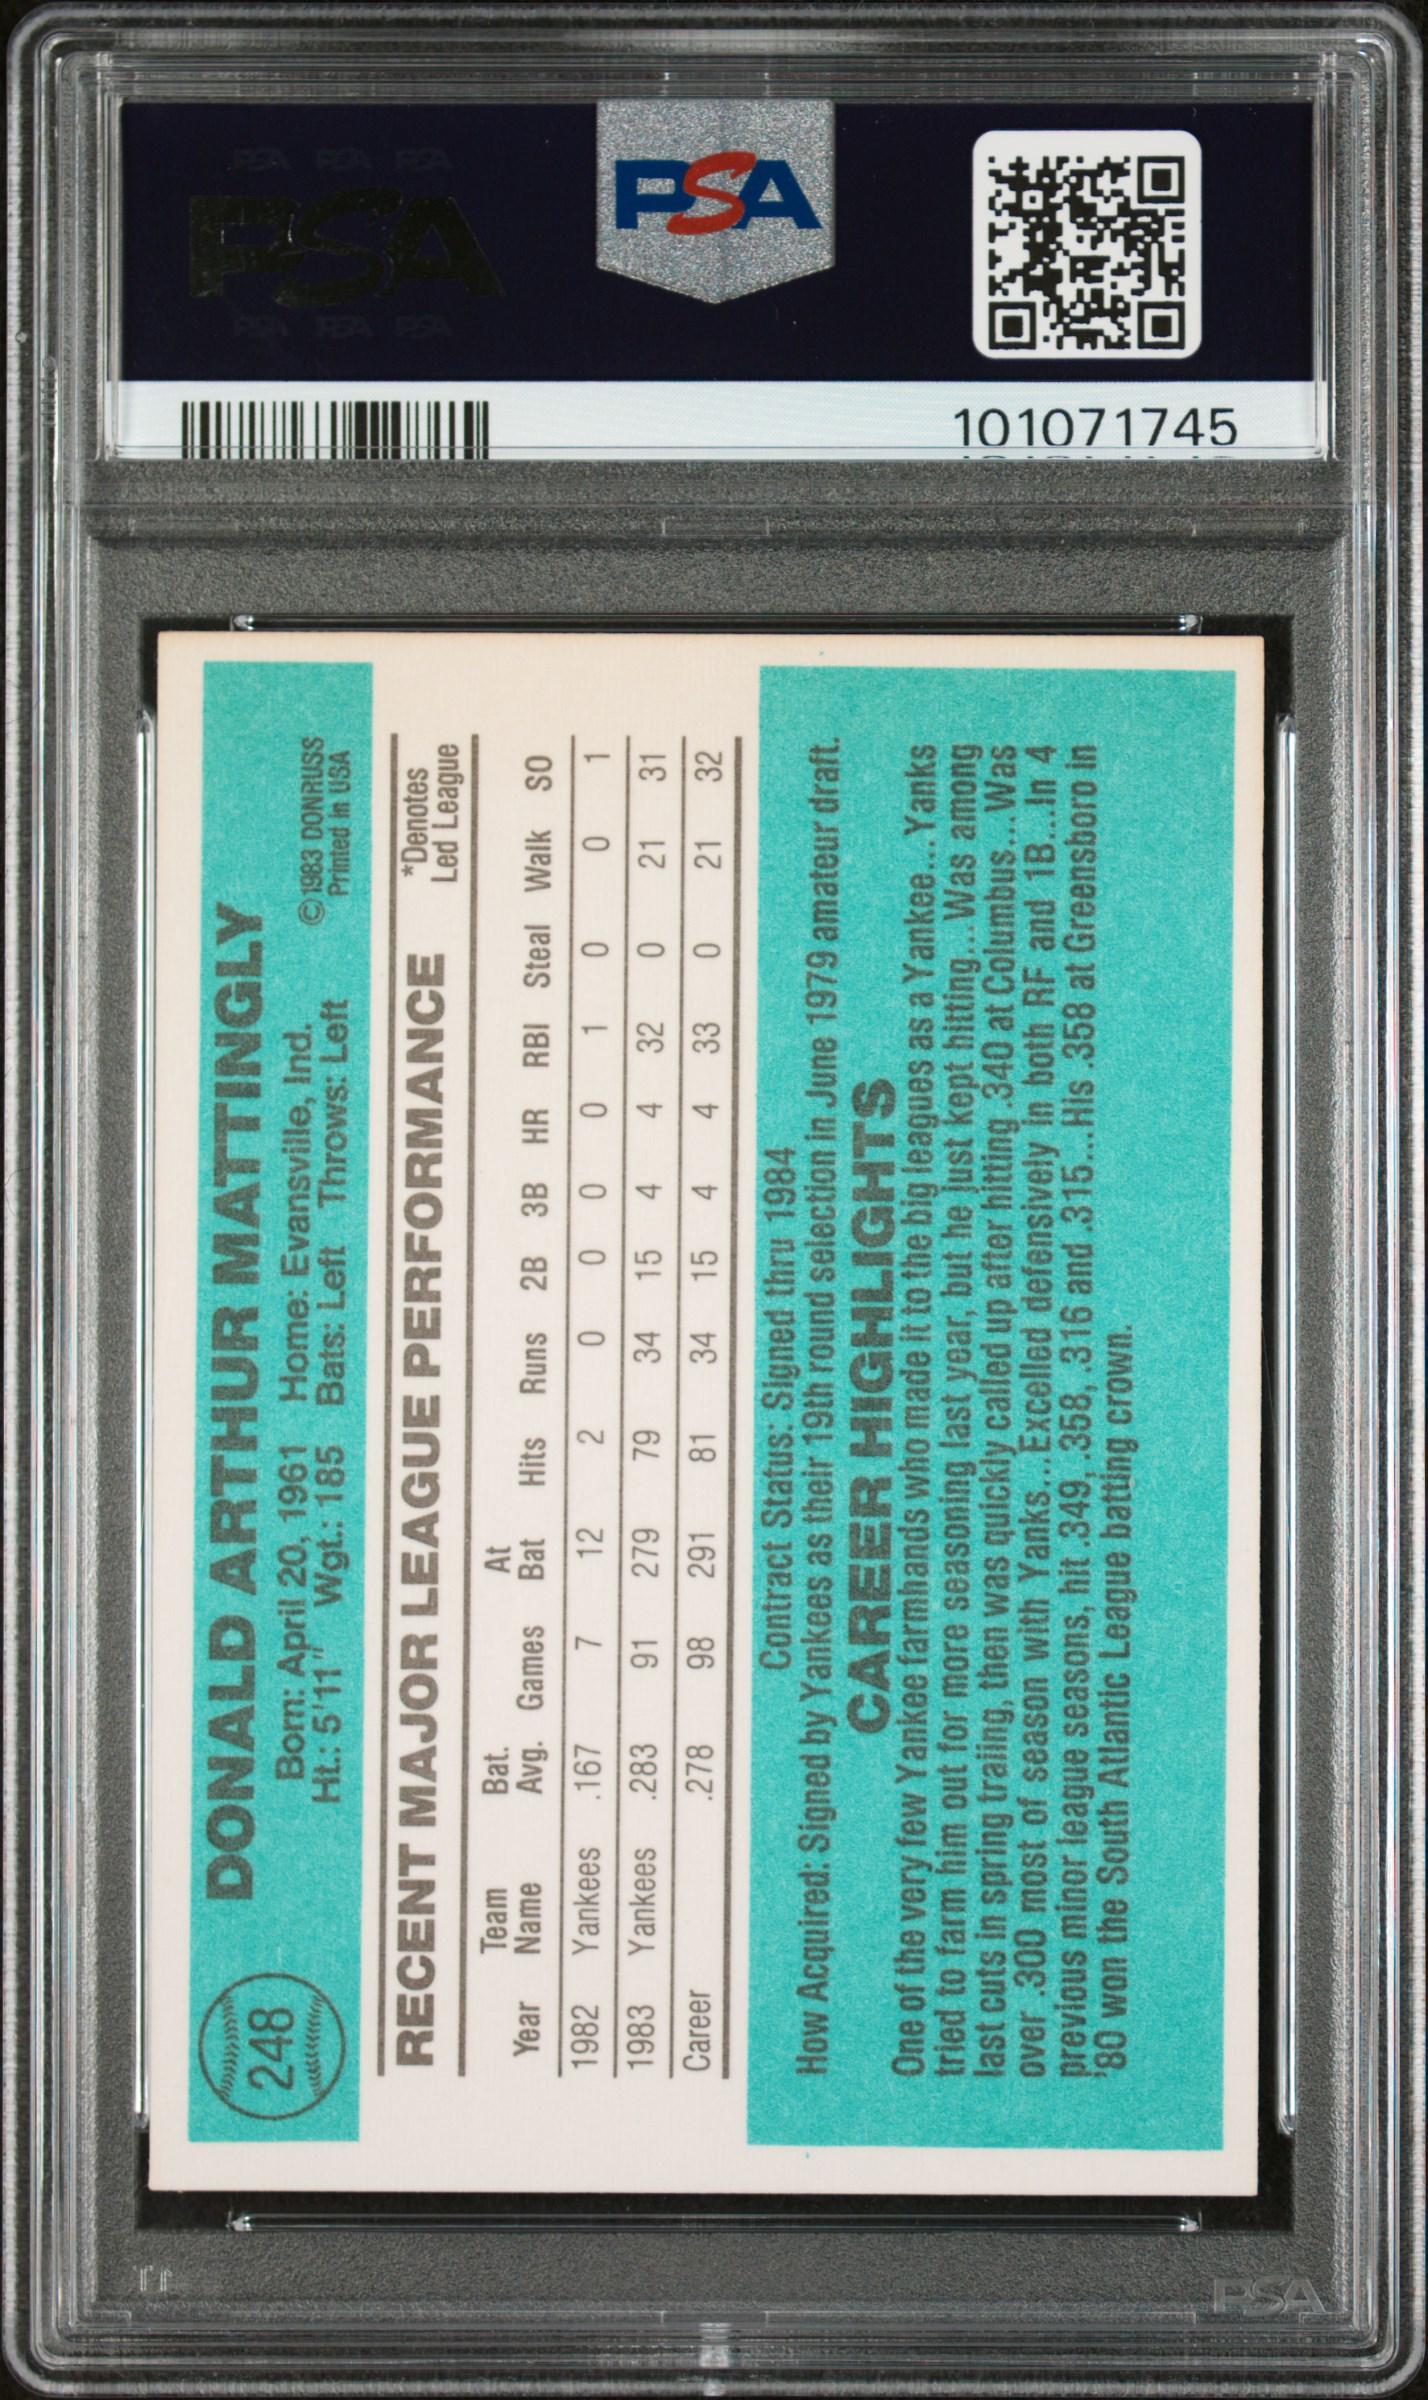 PSA PSA PSA
PSA
PSA PSA PSA
PSA
101071745
248
DONALD ARTHUR MATTINGLY
Born: April 20, 1961 Home: Evansville, Ind.
Ht.: 5'11" Wgt.: 185 Bats: Left Throws: Left
©1983 DONRUSS
Printed in USA
RECENT MAJOR LEAGUE PERFORMANCE
*Denotes
Led League
Year Team Name Bat. Avg. Games At Bat Hits Runs 2B 3B HR RBI Steal Walk SO
1982 Yankees .167 7 12 2 0 0 0 0 1 0 0 1
1983 Yankees .283 91 279 79 34 15 4 4 32 0 21 31
Career .278 98 291 81 34 15 4 4 33 0 21 32
Contract Status: Signed thru 1984
How Acquired: Signed by Yankees as their 19th round selection in June 1979 amateur draft.
CAREER HIGHLIGHTS
One of the very few Yankee farmhands who made it to the big leagues as a Yankee....Yanks
tried to farm him out for more seasoning last year, but he just kept hitting...Was among
last cuts in spring trailing, then was quickly called up after hitting .340 at Columbus...Was
over .300 most of season with Yanks...Excelled defensively in both RF and 1B...In 4
previous minor league seasons, hit .349, .358, .316 and .315...His .358 at Greensboro in
'80 won the South Atlantic League batting crown.
PSA